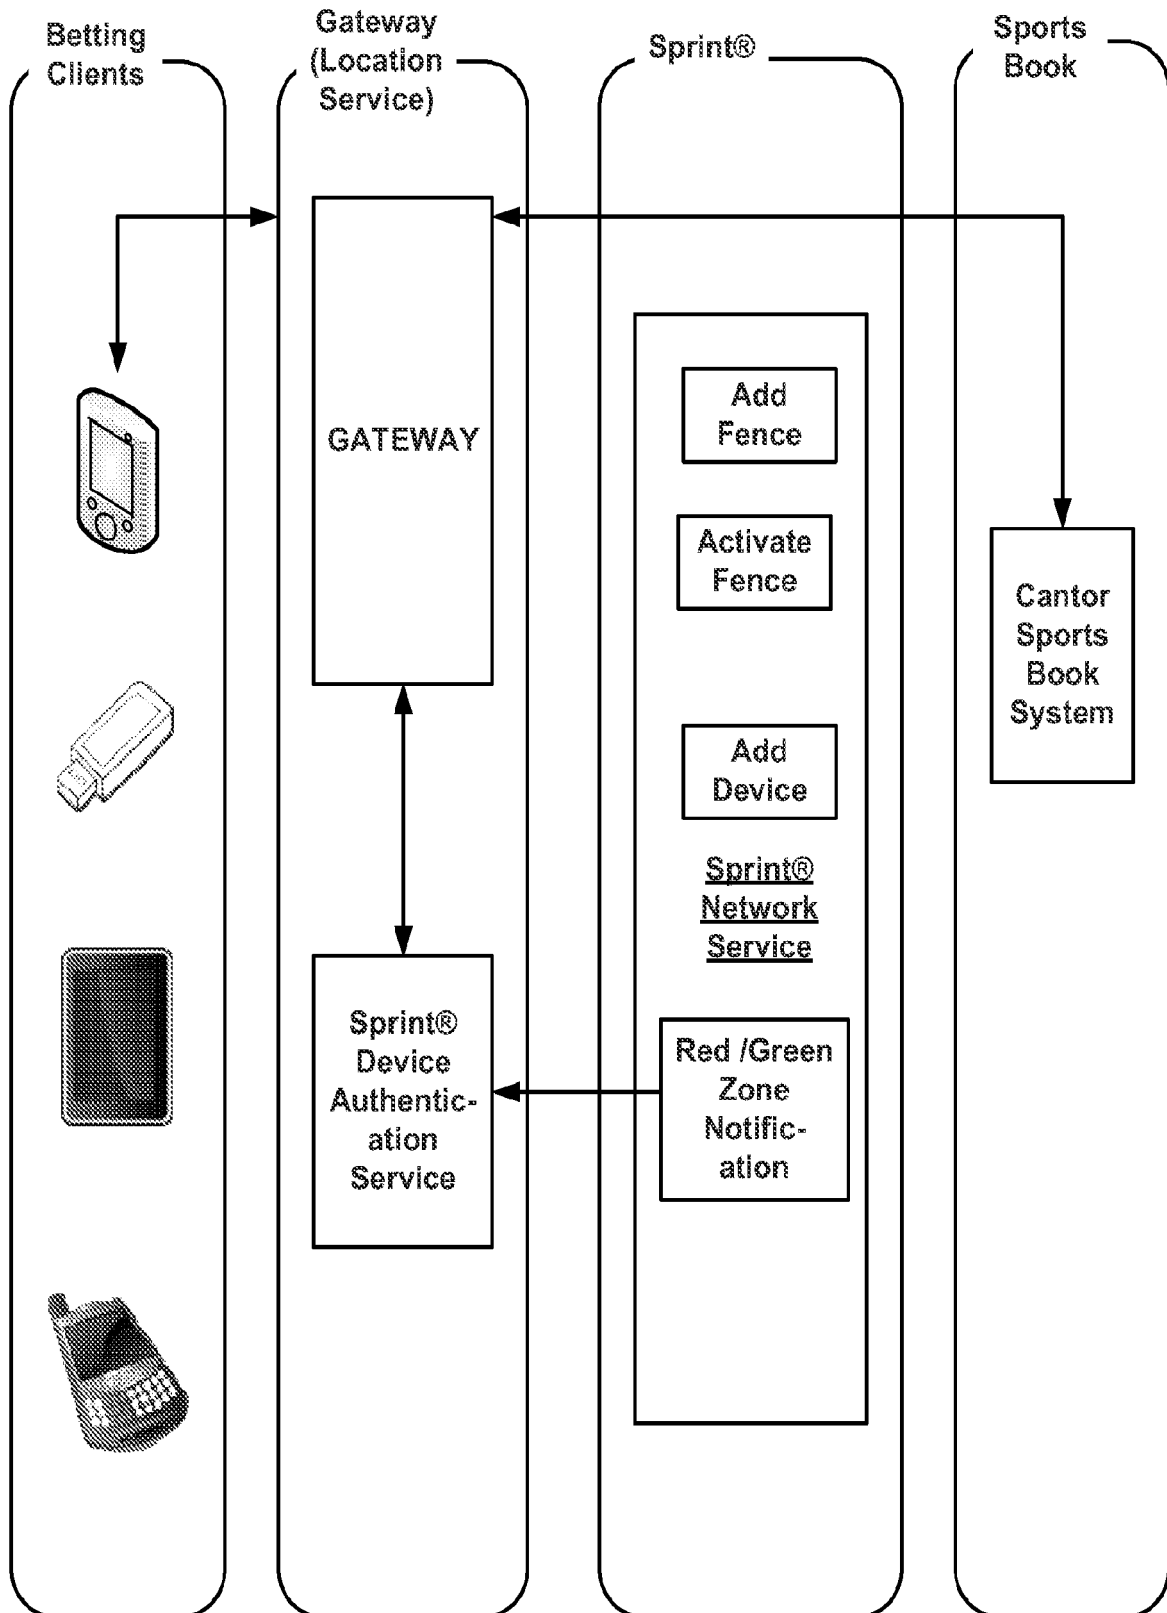 Betting
Clients
Gateway
(Location
Service)
Sprint®
Sports
Book
GATEWAY
Sprint®
Device
Authentic-
ation
Service
Add
Fence
Activate
Fence
Add
Device
Sprint®
Network
Service
Red /Green
Zone
Notific-
ation
Cantor
Sports
Book
System